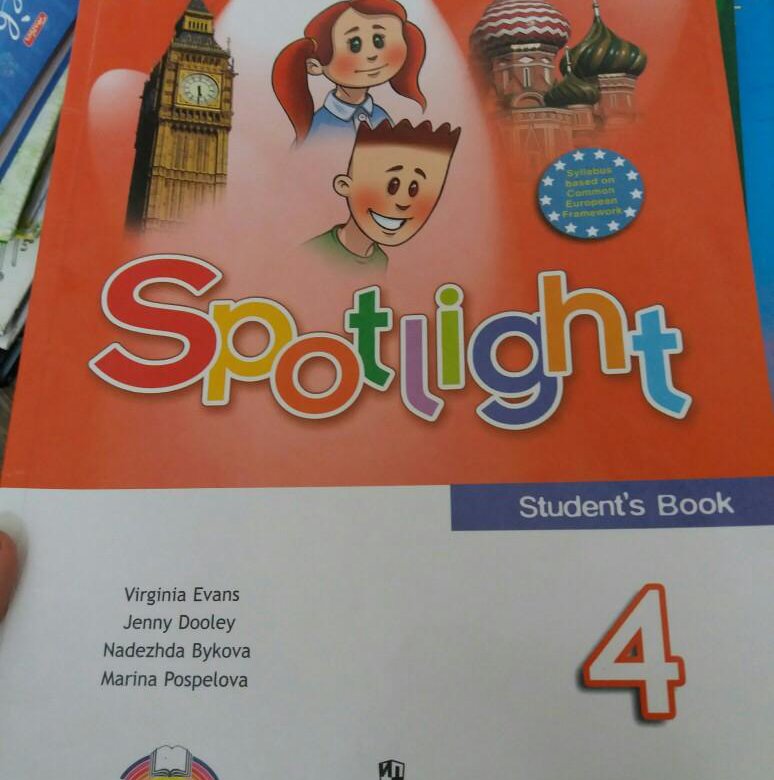 Syllabus
based on
Common
European
Framework
Spotlight
Student's Book
Virginia Evans
Jenny Dooley
Nadezhda Bykova
Marina Pospelova
4